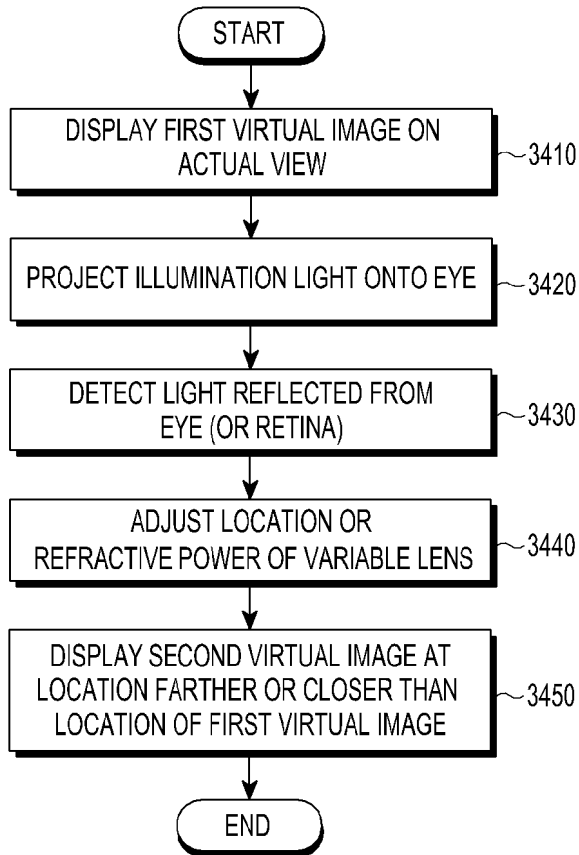 START
DISPLAY FIRST VIRTUAL IMAGE ON
ACTUAL VIEW
3410
PROJECT ILLUMINATION LIGHT ONTO EYE
3420
DETECT LIGHT REFLECTED FROM
EYE (OR RETINA)
3430
ADJUST LOCATION OR
REFRACTIVE POWER OF VARIABLE LENS
3440
DISPLAY SECOND VIRTUAL IMAGE AT
LOCATION FARTHER OR CLOSER THAN
LOCATION OF FIRST VIRTUAL IMAGE
3450
END